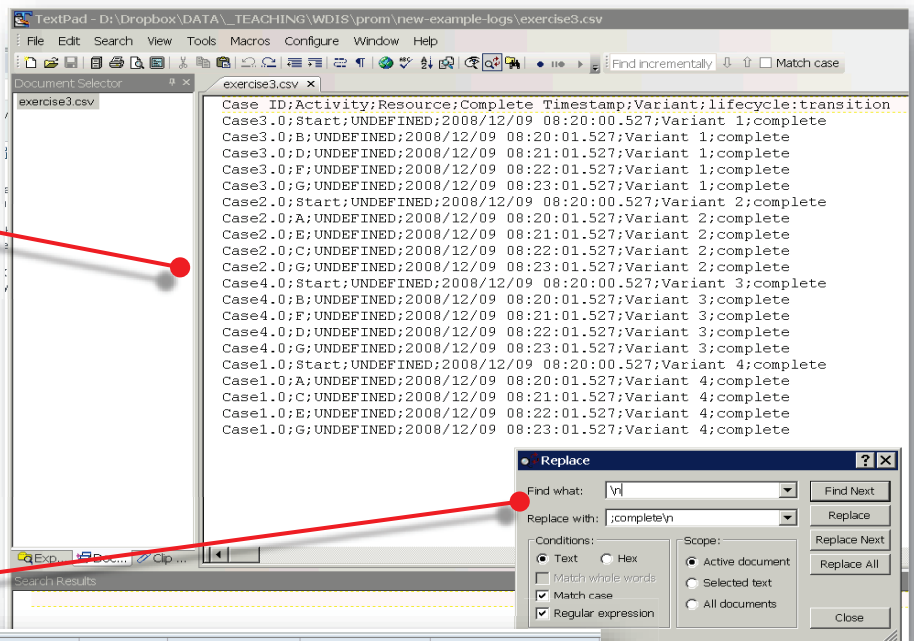 TextPad - D:\Dropbox\DATA\_TEACHING\WDIS\prom\new-example-logs\exercise3.csv
File Edit Search View Tools Macros Configure Window Help
Find incrementally Match case
Document Selector
exercise3.csv
exercise3.csv
Case ID;Activity;Resource;Complete Timestamp;Variant;lifecycle:transition
Case3.0;Start;UNDEFINED;2008/12/09 08:20:00.527;Variant 1;complete
Case3.0;B;UNDEFINED;2008/12/09 08:20:01.527;Variant 1;complete
Case3.0;D;UNDEFINED;2008/12/09 08:21:01.527;Variant 1;complete
Case3.0;F;UNDEFINED;2008/12/09 08:22:01.527;Variant 1;complete
Case3.0;G;UNDEFINED;2008/12/09 08:23:01.527;Variant 1;complete
Case2.0;Start;UNDEFINED;2008/12/09 08:20:00.527;Variant 2;complete
Case2.0;A;UNDEFINED;2008/12/09 08:20:01.527;Variant 2;complete
Case2.0;E;UNDEFINED;2008/12/09 08:21:01.527;Variant 2;complete
Case2.0;C;UNDEFINED;2008/12/09 08:22:01.527;Variant 2;complete
Case2.0;G;UNDEFINED;2008/12/09 08:23:01.527;Variant 2;complete
Case4.0;Start;UNDEFINED;2008/12/09 08:20:00.527;Variant 3;complete
Case4.0;B;UNDEFINED;2008/12/09 08:20:01.527;Variant 3;complete
Case4.0;F;UNDEFINED;2008/12/09 08:21:01.527;Variant 3;complete
Case4.0;D;UNDEFINED;2008/12/09 08:22:01.527;Variant 3;complete
Case4.0;G;UNDEFINED;2008/12/09 08:23:01.527;Variant 3;complete
Case1.0;Start;UNDEFINED;2008/12/09 08:20:00.527;Variant 4;complete
Case1.0;A;UNDEFINED;2008/12/09 08:20:01.527;Variant 4;complete
Case1.0;C;UNDEFINED;2008/12/09 08:21:01.527;Variant 4;complete
Case1.0;E;UNDEFINED;2008/12/09 08:22:01.527;Variant 4;complete
Case1.0;G;UNDEFINED;2008/12/09 08:23:01.527;Variant 4;complete
Replace
Find what: \n Find Next
Replace with: ;complete\n Replace
Conditions: Scope: Replace Next
Text Hex Active document Replace All
Match whole words Selected text
Match case All documents
Regular expression Close
Exp... Doc... Clip ...
Search Results